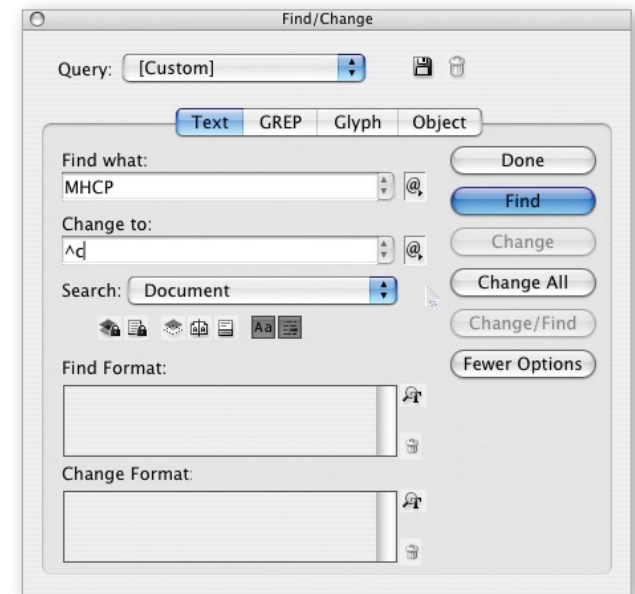 Find/Change
Query: [Custom]
Text GREP Glyph Object
Find what:
MHCP
Done
Find
Change to:
^c
Change
Search: Document
Change All
Aa
Change/Find
Find Format:
Fewer Options
Change Format: